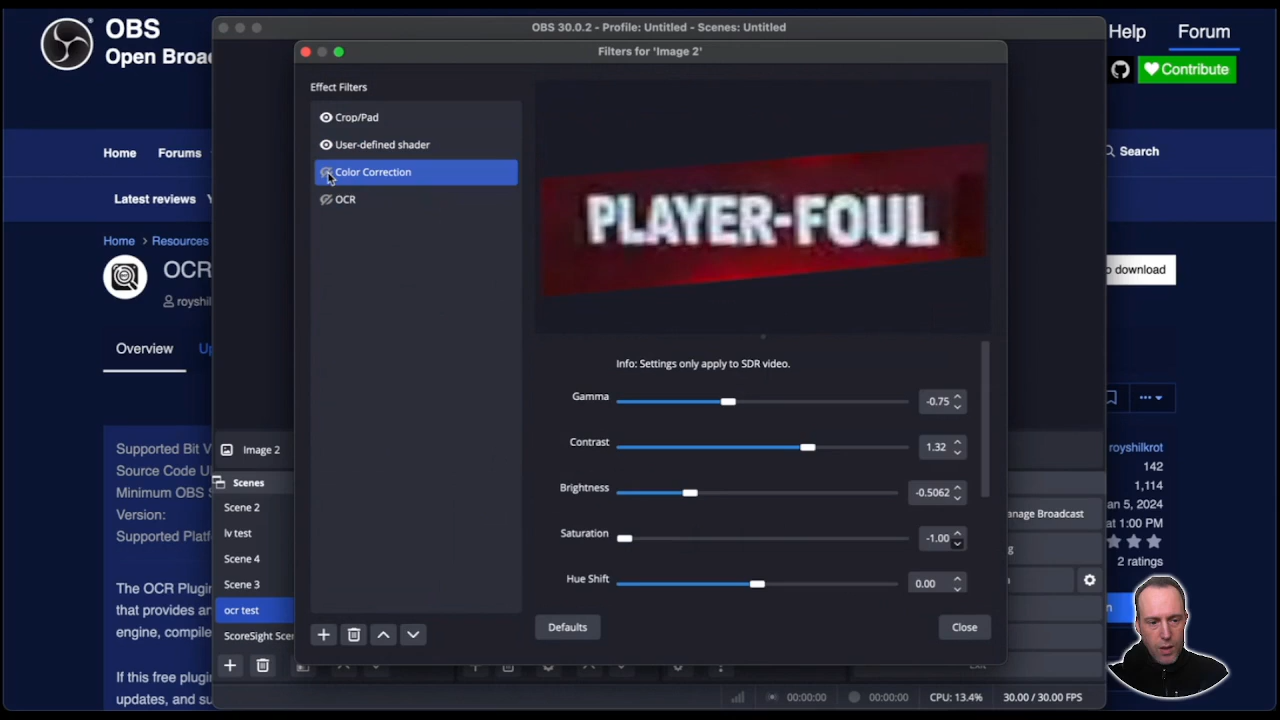 OBS
Open Broa
Help
Forum
Contribute
Home
Forums
Search
Latest reviews
Home
Resources
OCR
royshil
o download
Overview
Up
Supported Bit V
Source Code U
Minimum OBS
Version:
Supported Platf
The OCR Plugin
that provides an
engine, compile
If this free plugin
updates, and su
royshilkrot
142
1,114
an 5, 2024
at 1:00 PM
2 ratings
OBS 30.0.2 - Profile: Untitled - Scenes: Untitled
Filters for 'Image 2'
Effect Filters
Crop/Pad
User-defined shader
Color Correction
OCR
PLAYER-FOUL
Info: Settings only apply to SDR video.
Gamma
-0.75
Contrast
1.32
Brightness
-0.5062
Saturation
-1.00
Hue Shift
0.00
Defaults
Close
Image 2
Scenes
Scene 2
lv test
Scene 4
Scene 3
ocr test
ScoreSight Scen
anage Broadcast
00:00:00
00:00:00
CPU: 13.4%
30.00 / 30.00 FPS